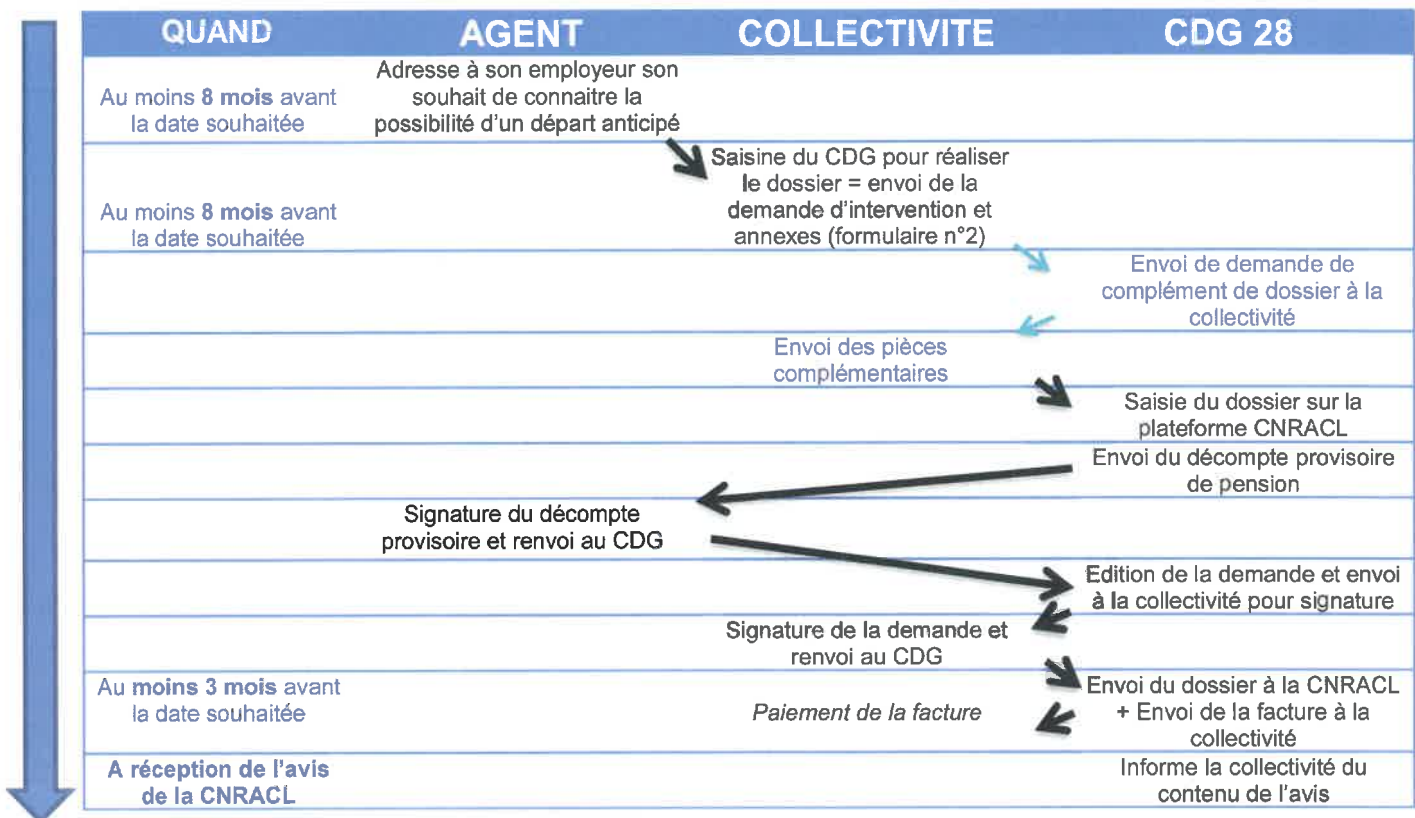 QUAND AGENT COLLECTIVITE CDG 28
Adresse à son employeur son
souhait de connaitre la
possibilité d'un départ anticipé
Au moins 8 mois avant
la date souhaitée
Saisine du CDG pour réaliser
le dossier = envoi de la
demande d'intervention et
annexes (formulaire n°2)
Au moins 8 mois avant
la date souhaitée
Envoi de demande de
complément de dossier à la
collectivité
Envoi des pièces
complémentaires
Saisie du dossier sur la
plateforme CNRACL
Envoi du décompte provisoire
de pension
Signature du décompte
provisoire et renvoi au CDG
Edition de la demande et envoi
à la collectivité pour signature
Signature de la demande et
renvoi au CDG
Au moins 3 mois avant
la date souhaitée
Paiement de la facture
Envoi du dossier à la CNRACL
+ Envoi de la facture à la
collectivité
A réception de l'avis
de la CNRACL
Informe la collectivité du
contenu de l'avis